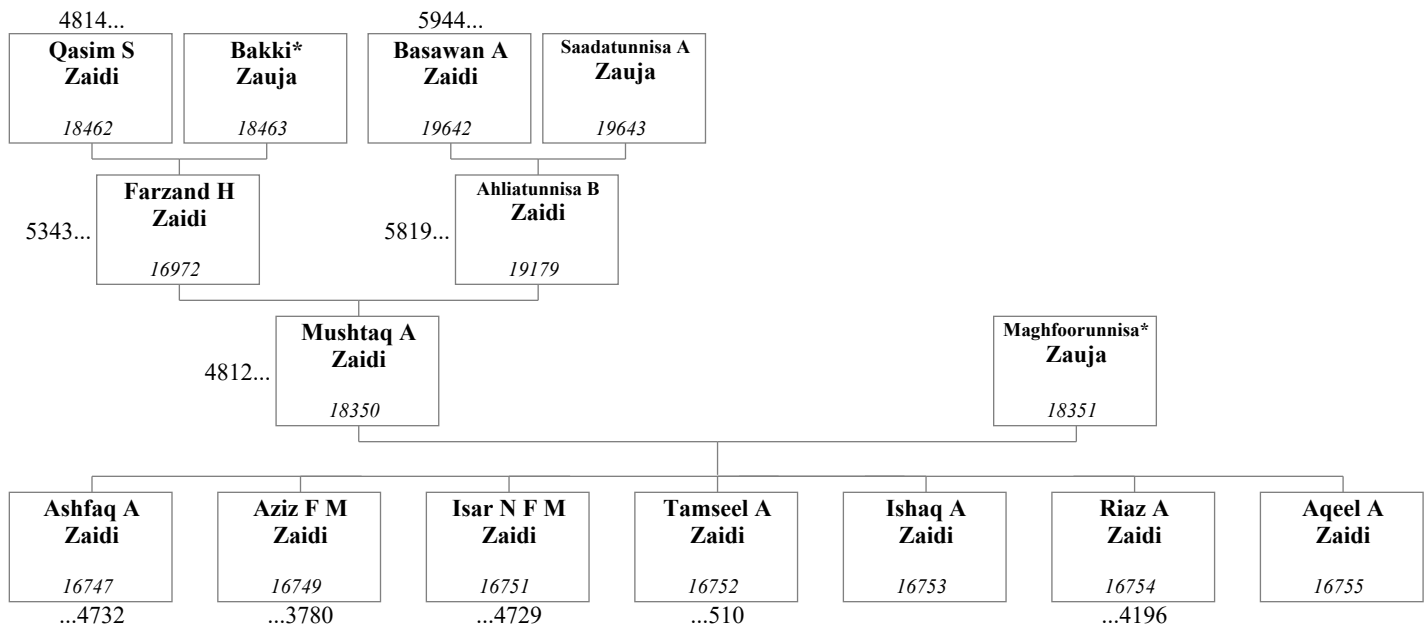 4814...
5944...
Qasim S
Zaidi
18462
Bakki*
Zauja
18463
Basawan A
Zaidi
19642
Saadatunnisa A
Zauja
19643
5343...
Farzand H
Zaidi
16972
5819...
Ahliatunnisa B
Zaidi
19179
4812...
Mushtaq A
Zaidi
18350
Maghfoorunnisa*
Zauja
18351
Ashfaq A
Zaidi
16747
...4732
Aziz F M
Zaidi
16749
...3780
Isar N F M
Zaidi
16751
...4729
Tamseel A
Zaidi
16752
...510
Ishaq A
Zaidi
16753
Riaz A
Zaidi
16754
...4196
Aqeel A
Zaidi
16755